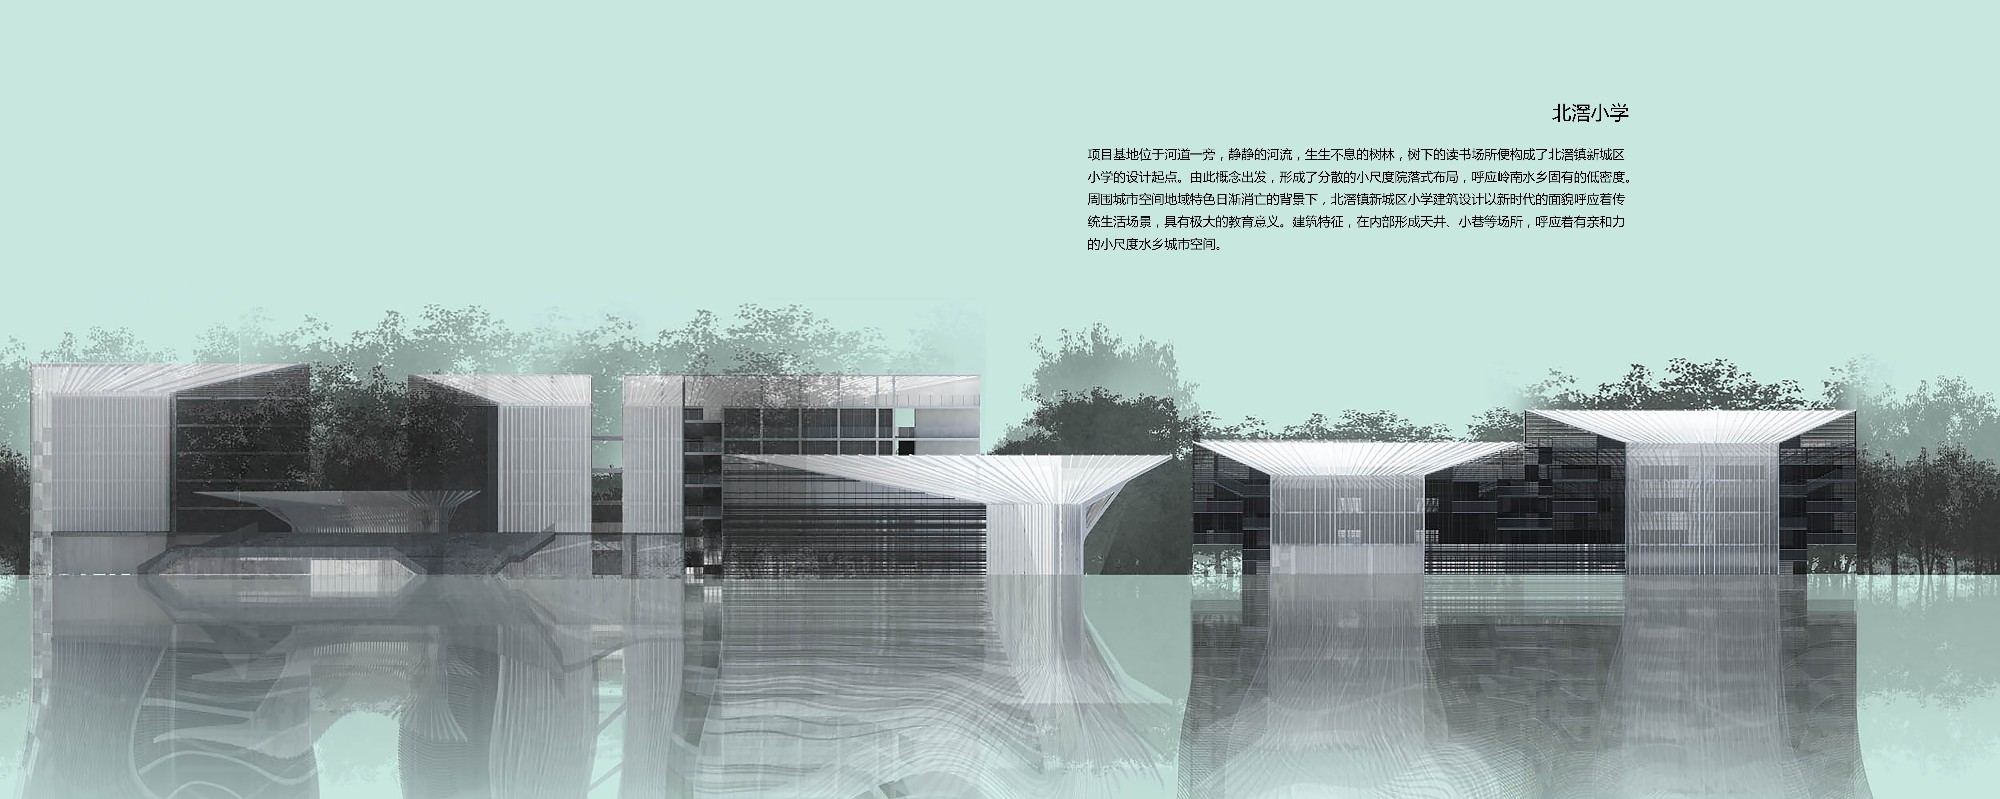 北滘小学
项目基地位于河道一旁，静静的河流，生生不息的树林，树下的读书场所便构成了北滘镇新城区
小学的设计起点。由此概念出发，形成了分散的小尺度院落式布局，呼应岭南水乡固有的低密度。
周围城市空间地域特色日渐消亡的背景下，北滘镇新城区小学建筑设计以新时代的面貌呼应着传
统生活场景，具有极大的教育意义。建筑特征，在内部形成天井、小巷等场所，呼应着有亲和力
的小尺度水乡城市空间。